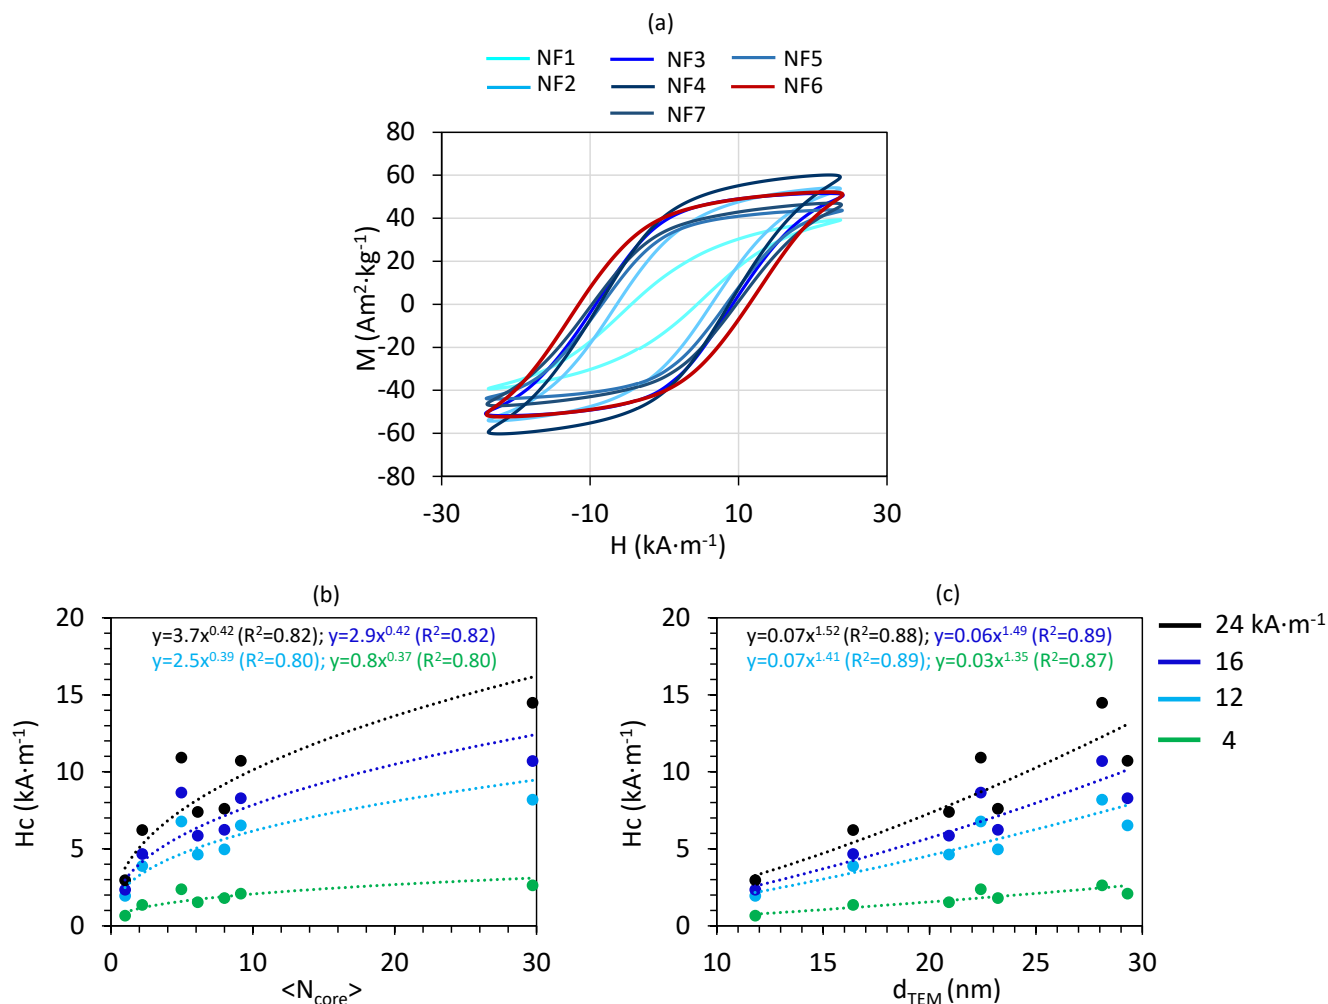 (a)
NF1 NF3 NF5
NF2 NF4 NF6
NF7
80
60
40
20
0
-20
-40
-60
-80
M (Am²·kg⁻¹)
-30 -10 10 30
H (kA·m⁻¹)
(b)
20
15
10
5
0
Hc (kA·m⁻¹)
y=3.7x^0.42 (R²=0.82); y=2.9x^0.42 (R²=0.82)
y=2.5x^0.39 (R²=0.80); y=0.8x^0.37 (R²=0.80)
0 10 20 30
<N_core>
(c)
20
15
10
5
0
Hc (kA·m⁻¹)
y=0.07x^1.52 (R²=0.88); y=0.06x^1.49 (R²=0.89)
y=0.07x^1.41 (R²=0.89); y=0.03x^1.35 (R²=0.87)
10 15 20 25 30
d_TEM (nm)
24 kA·m⁻¹
16
12
4